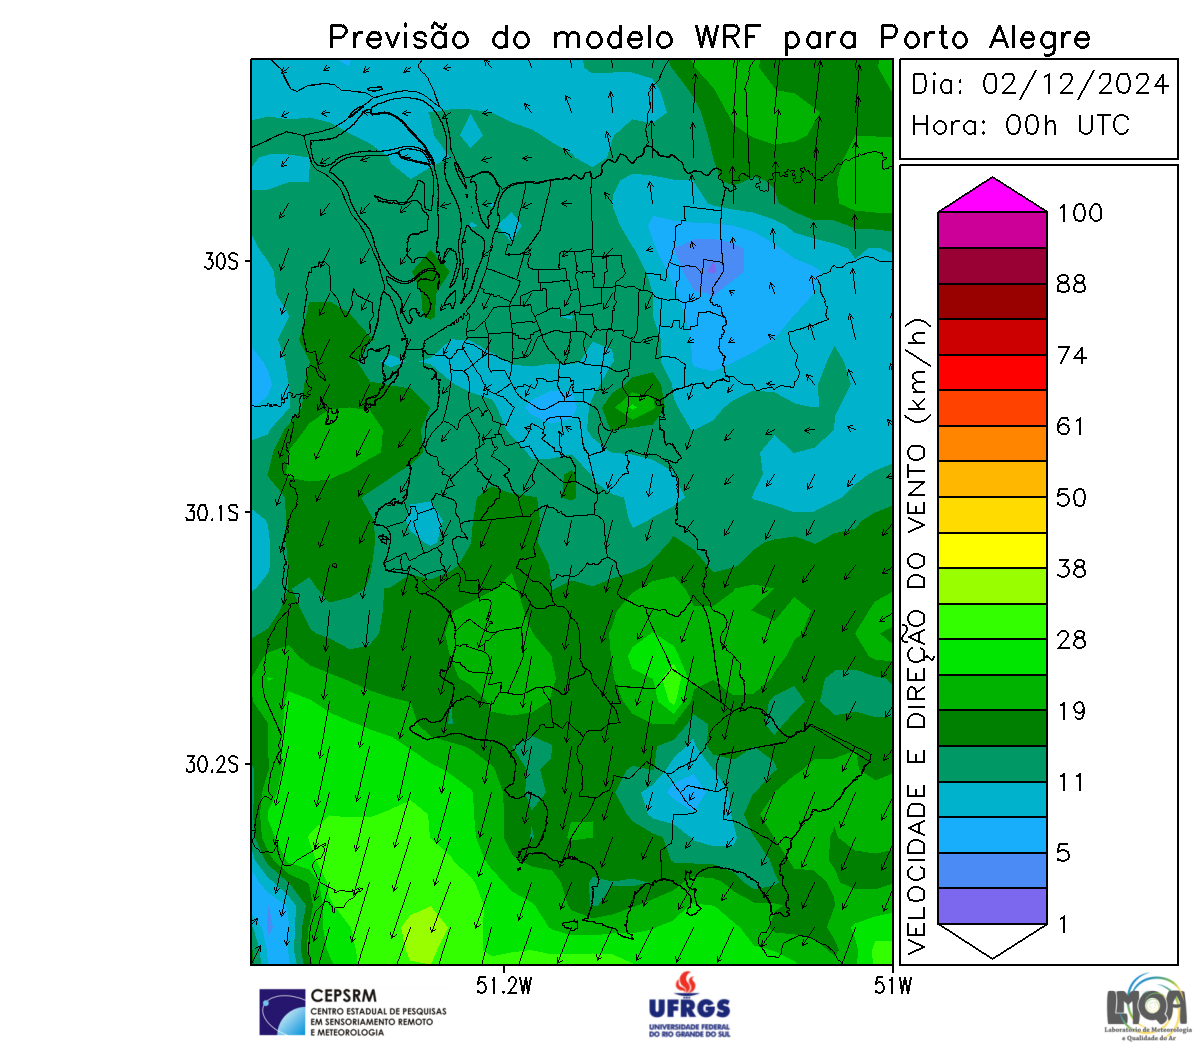 Previsão do modelo WRF para Porto Alegre
Dia: 02/12/2024
Hora: 00h UTC
30S
30.1S
30.2S
51.2W
51W
VELOCIDADE E DIREÇÃO DO VENTO (km/h)
100
88
74
61
50
38
28
19
11
5
1
CEPSRM
CENTRO ESTADUAL DE PESQUISAS
EM SENSORIAMENTO REMOTO
E METEOROLOGIA
UFRGS
UNIVERSIDADE FEDERAL
DO RIO GRANDE DO SUL
LMQA
Laboratório de Meteorologia
e Qualidade do Ar